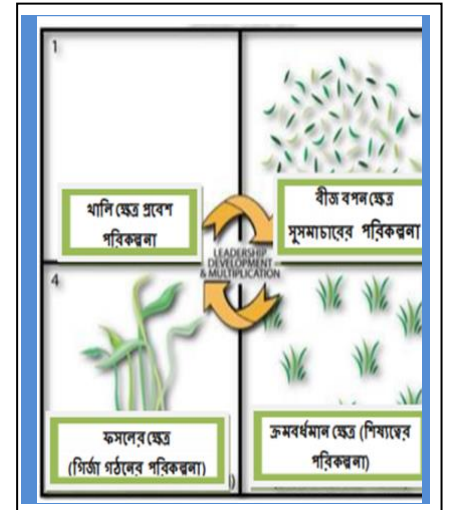 1
খালি ক্ষেত্র প্রবেশ
পরিকল্পনা
বীজ বপন ক্ষেত্র
সুসমাচারের পরিকল্পনা
LEADERSHIP
DEVELOPMENT
& MULTIPLICATION
4
ফসলের ক্ষেত্র
(গির্জা গঠনের পরিকল্পনা)
ক্রমবর্ধমান ক্ষেত্র (শিষ্যত্বের
পরিকল্পনা)